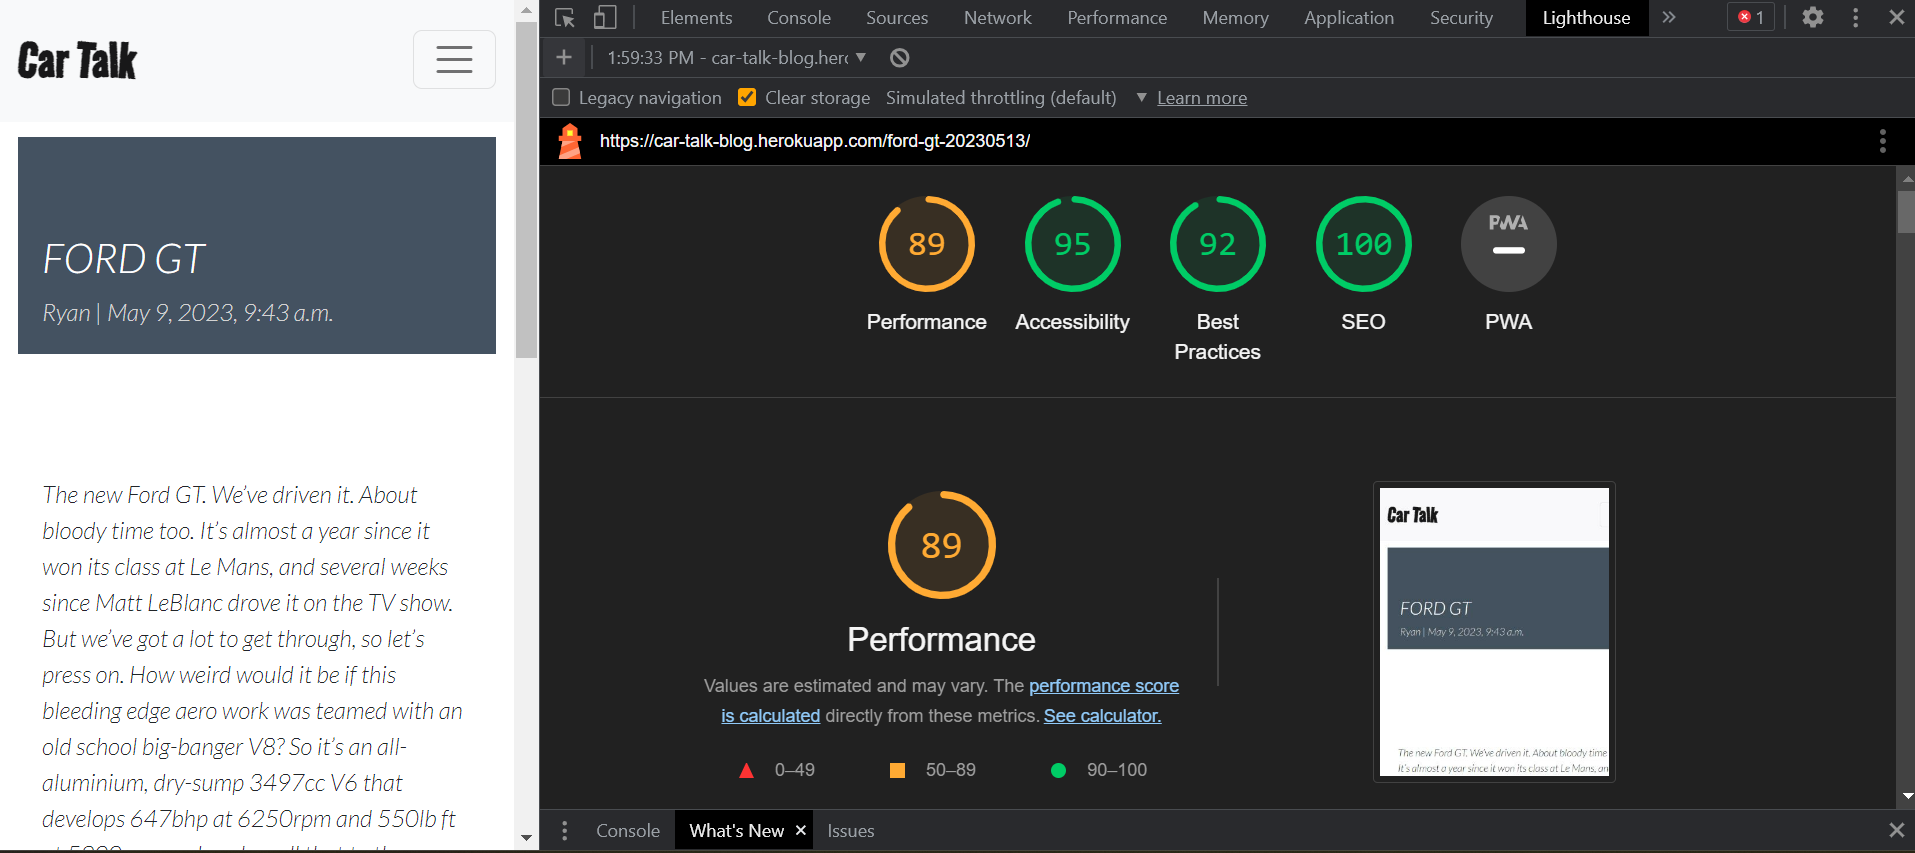 Car Talk
FORD GT
Ryan | May 9, 2023, 9:43 a.m.
The new Ford GT. We’ve driven it. About
bloody time too. It’s almost a year since it
won its class at Le Mans, and several weeks
since Matt LeBlanc drove it on the TV show.
But we’ve got a lot to get through, so let’s
press on. How weird would it be if this
bleeding edge aero work was teamed with an
old school big-banger V8? So it’s an all-
aluminium, dry-sump 3497cc V6 that
develops 647bhp at 6250rpm and 550lb ft
Elements Console Sources Network Performance Memory Application Security Lighthouse » 1
1:59:33 PM - car-talk-blog.her
Legacy navigation Clear storage Simulated throttling (default) Learn more
https://car-talk-blog.herokuapp.com/ford-gt-20230513/
89 95 92 100 PWA
Performance Accessibility Best Practices SEO PWA
89
Performance
Values are estimated and may vary. The performance score
is calculated directly from these metrics. See calculator.
0–49 50–89 90–100
Car Talk
FORD GT
Ryan | May 9, 2023, 9:43 a.m.
The new Ford GT. We’ve driven it. About bloody time
it’s almost a year since it won its class at Le Mans, an
Console What's New × Issues